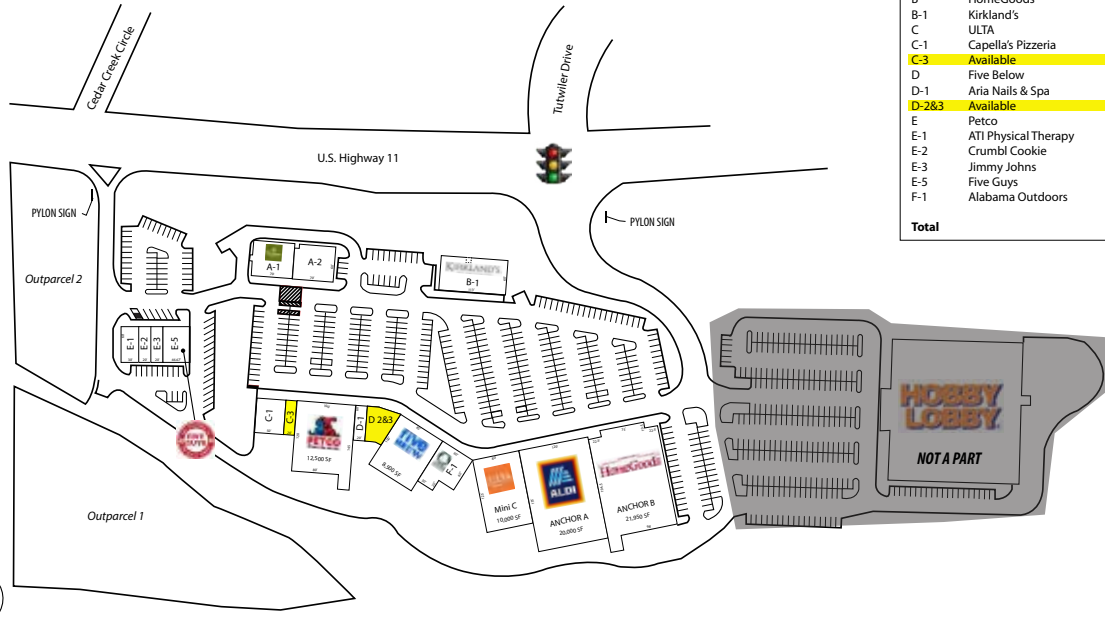 B HomeGoods
B-1 Kirkland's
C ULTA
C-1 Capella's Pizzeria
C-3 Available
D Five Below
D-1 Aria Nails & Spa
D-2&3 Available
E Petco
E-1 ATI Physical Therapy
E-2 Crumbl Cookie
E-3 Jimmy Johns
E-5 Five Guys
F-1 Alabama Outdoors
Total
Cedar Creek Circle
Tutwiler Drive
U.S. Highway 11
PYLON SIGN
PYLON SIGN
Outparcel 2
A-1
A-2
KIRKLAND'S
B-1
E-1
E-2
E-3
E-5
FIVE GUYS
C-1
C-3
PETCO
12,500 SF
D-1
D 2&3
five BELOW
8,500 SF
F-1
ULTA
Mini C
10,000 SF
ALDI
ANCHOR A
20,000 SF
HomeGoods
ANCHOR B
21,950 SF
HOBBY
LOBBY
NOT A PART
Outparcel 1